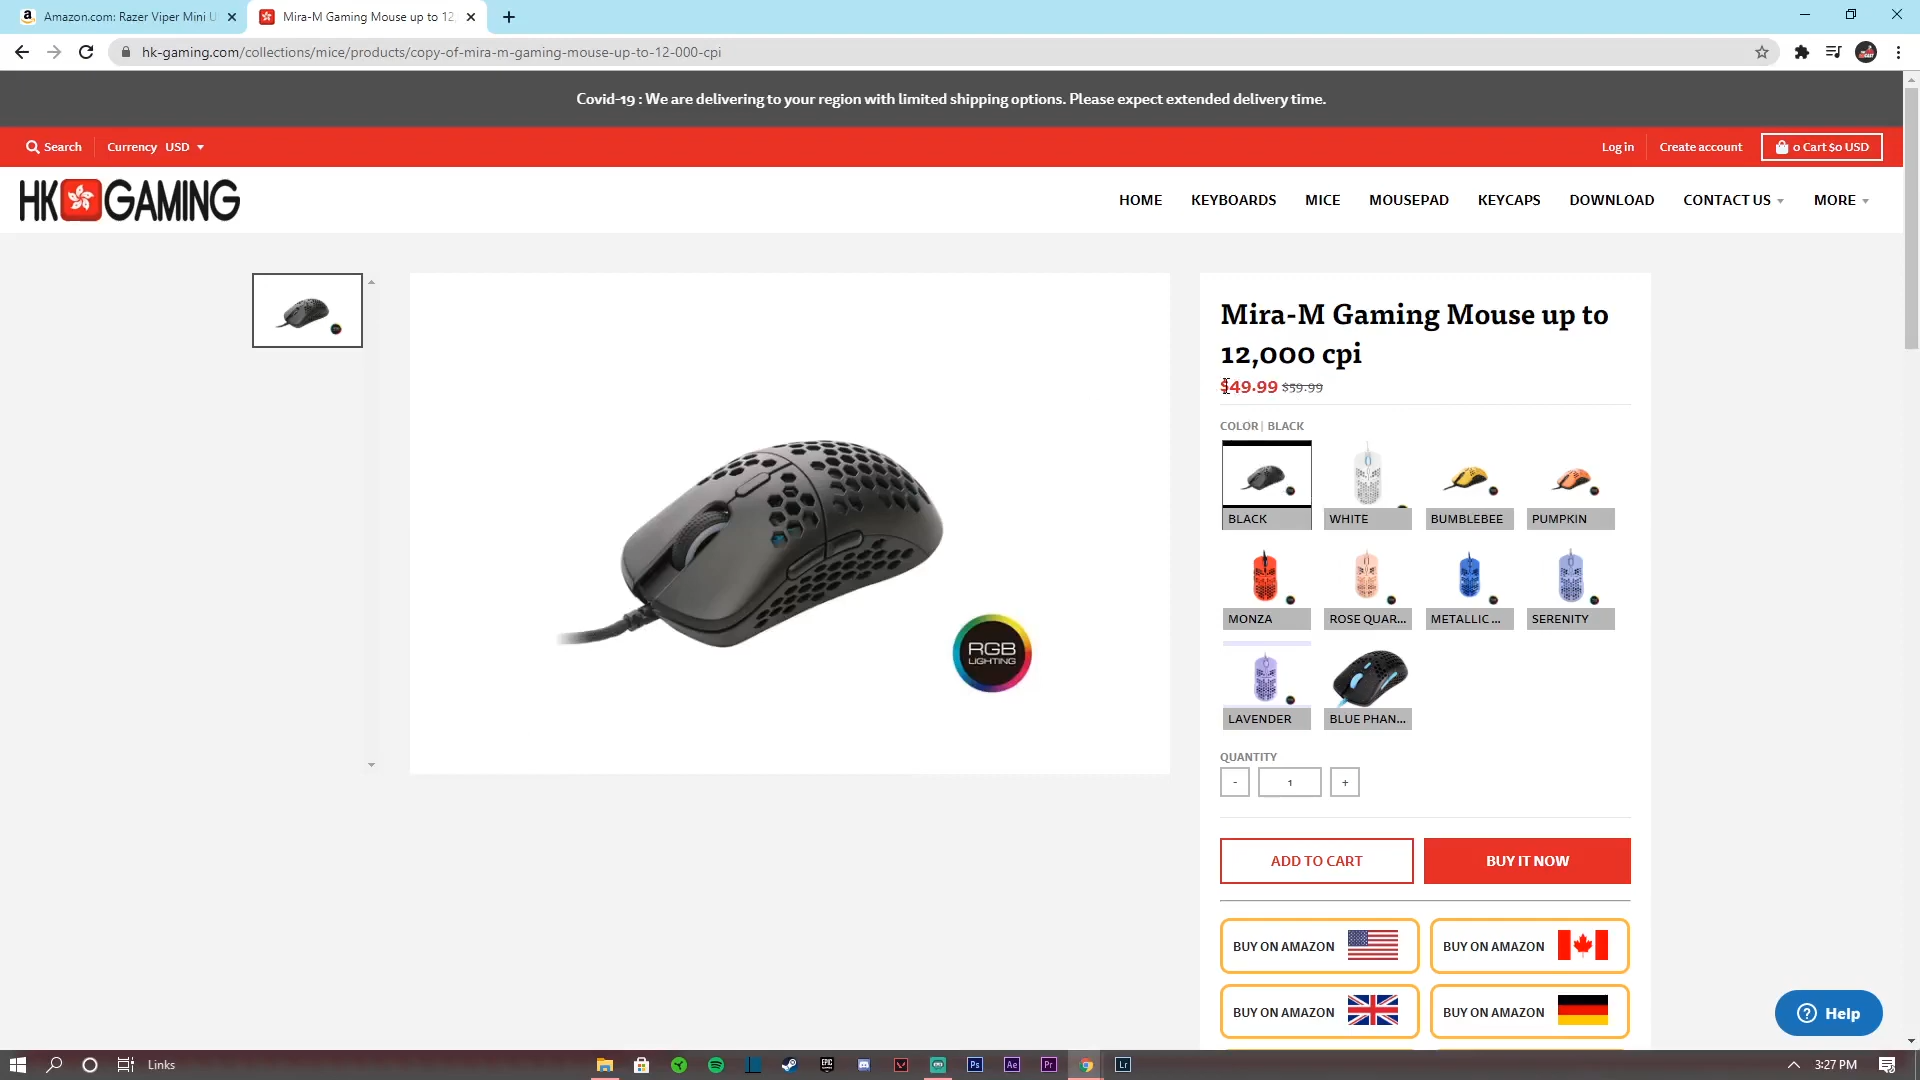 Amazon.com: Razer Viper Mini U
Mira-M Gaming Mouse up to 12,
hk-gaming.com/collections/mice/products/copy-of-mira-m-gaming-mouse-up-to-12-000-cpi
Covid-19 : We are delivering to your region with limited shipping options. Please expect extended delivery time.
Search Currency USD Log in Create account 0 Cart $0 USD
HK GAMING HOME KEYBOARDS MICE MOUSEPAD KEYCAPS DOWNLOAD CONTACT US MORE
Mira-M Gaming Mouse up to
12,000 cpi
$49.99 $59.99
COLOR | BLACK
BLACK WHITE BUMBLEBEE PUMPKIN
MONZA ROSE QUAR... METALLIC ... SERENITY
LAVENDER BLUE PHAN...
RGB
LIGHTING
QUANTITY
- 1 +
ADD TO CART BUY IT NOW
BUY ON AMAZON BUY ON AMAZON
BUY ON AMAZON BUY ON AMAZON
? Help
Links EPIC Ps Ae Pr Lr 3:27 PM